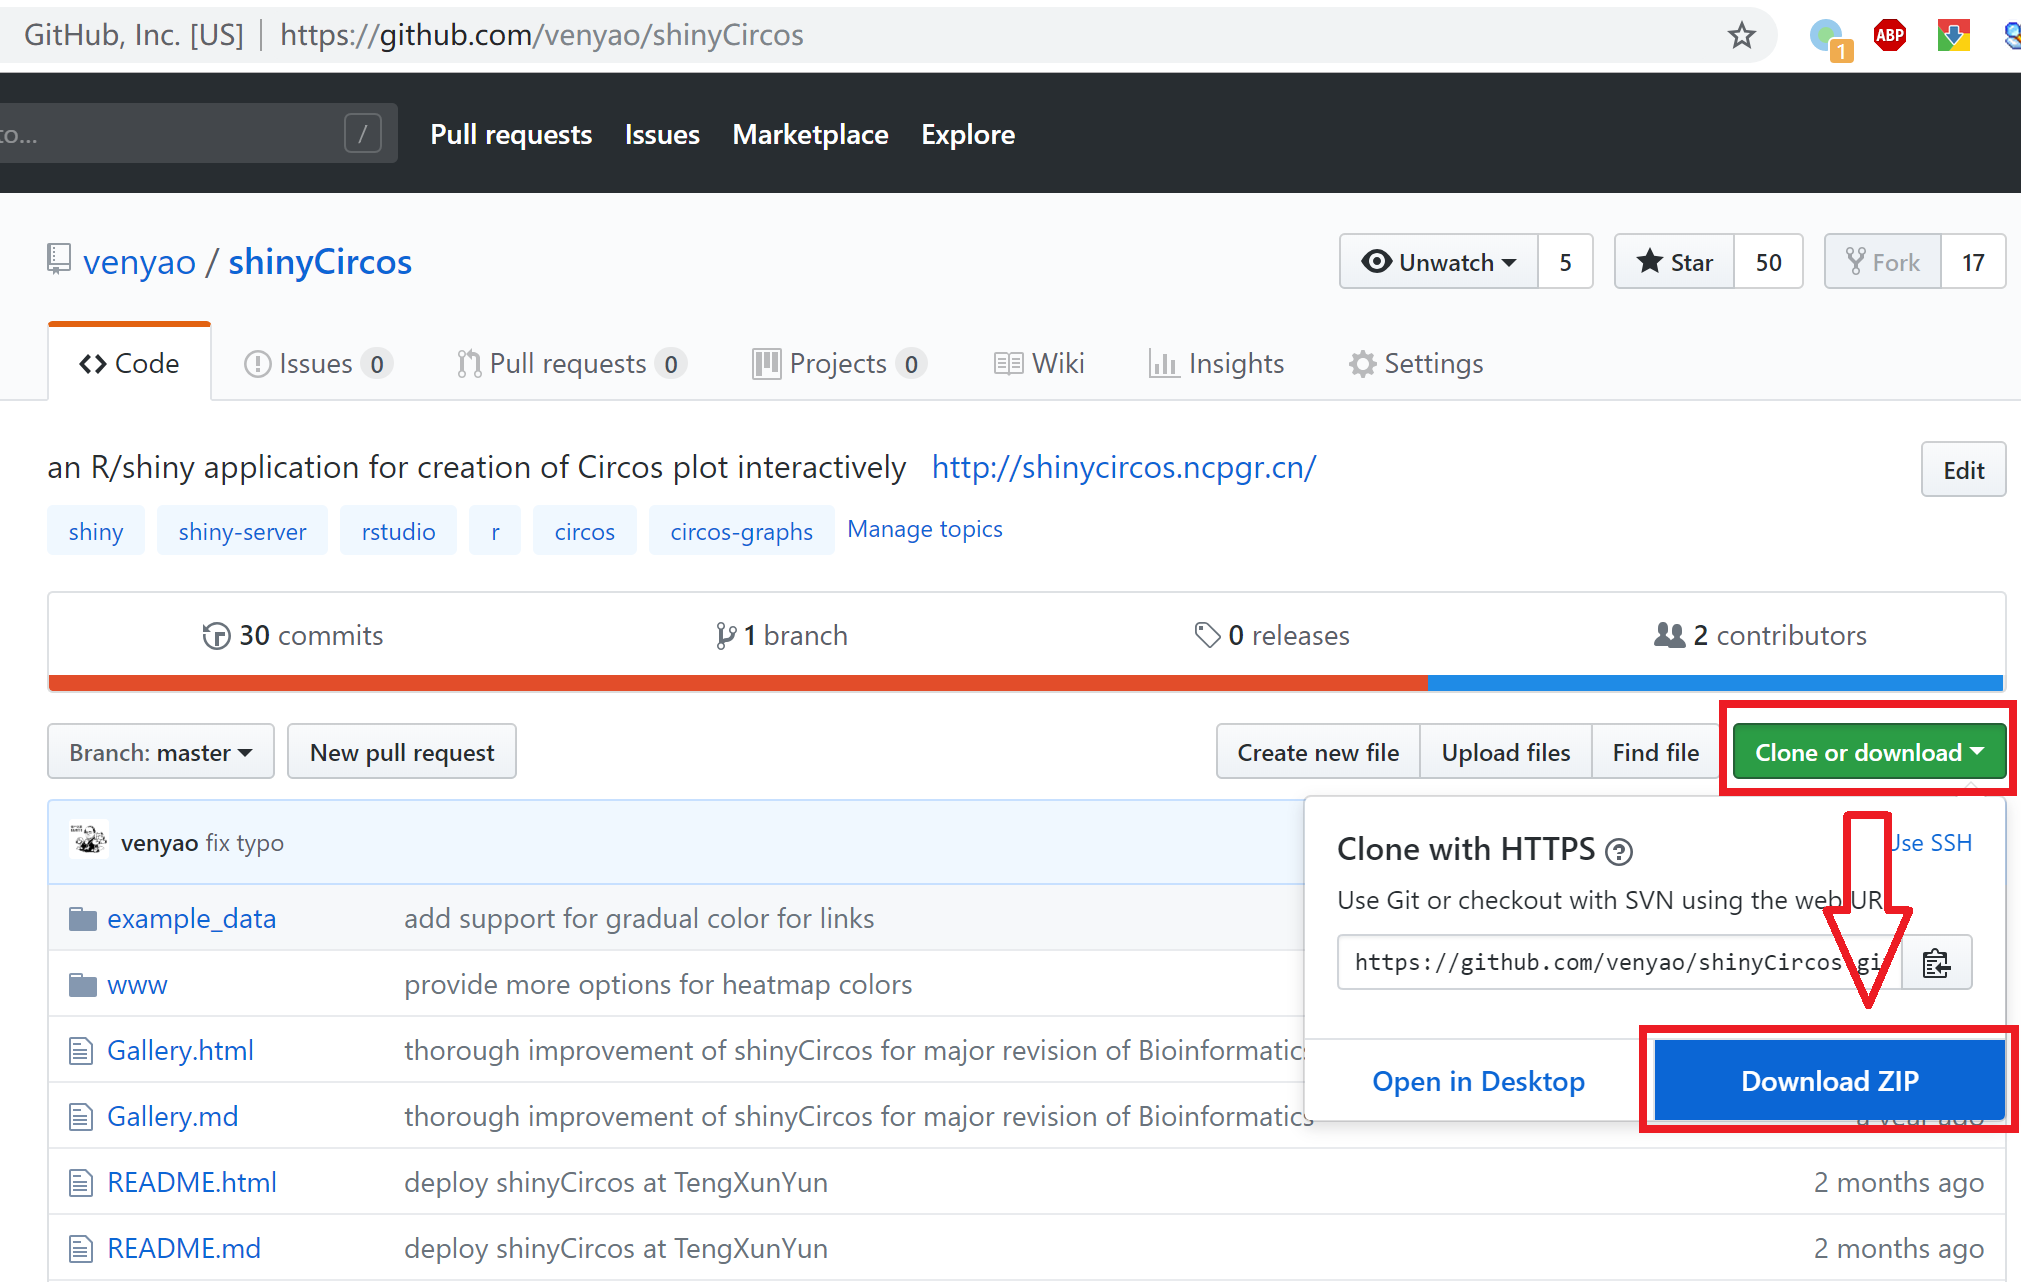 GitHub, Inc. [US] https://github.com/venyao/shinyCircos
1 ABP
to... / Pull requests Issues Marketplace Explore
venyao / shinyCircos Unwatch 5 Star 50 Fork 17
Code Issues 0 Pull requests 0 Projects 0 Wiki Insights Settings
an R/shiny application for creation of Circos plot interactively http://shinycircos.ncpgr.cn/ Edit
shiny shiny-server rstudio r circos circos-graphs Manage topics
30 commits 1 branch 0 releases 2 contributors
Branch: master New pull request Create new file Upload files Find file Clone or download
venyao fix typo
Clone with HTTPS ? Use SSH
Use Git or checkout with SVN using the web UR
https://github.com/venyao/shinyCircos.gi
Open in Desktop Download ZIP
example_data add support for gradual color for links
www provide more options for heatmap colors
Gallery.html thorough improvement of shinyCircos for major revision of Bioinformatics
Gallery.md thorough improvement of shinyCircos for major revision of Bioinformatics a year ago
README.html deploy shinyCircos at TengXunYun 2 months ago
README.md deploy shinyCircos at TengXunYun 2 months ago